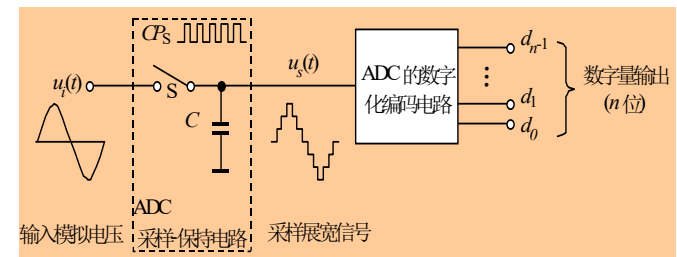 CPS
ui(t)
S
C
us(t)
ADC的数字
化编码电路
dn-1
d1
d0
数字量输出
(n位)
输入模拟电压
ADC
采样-保持电路
采样展宽信号